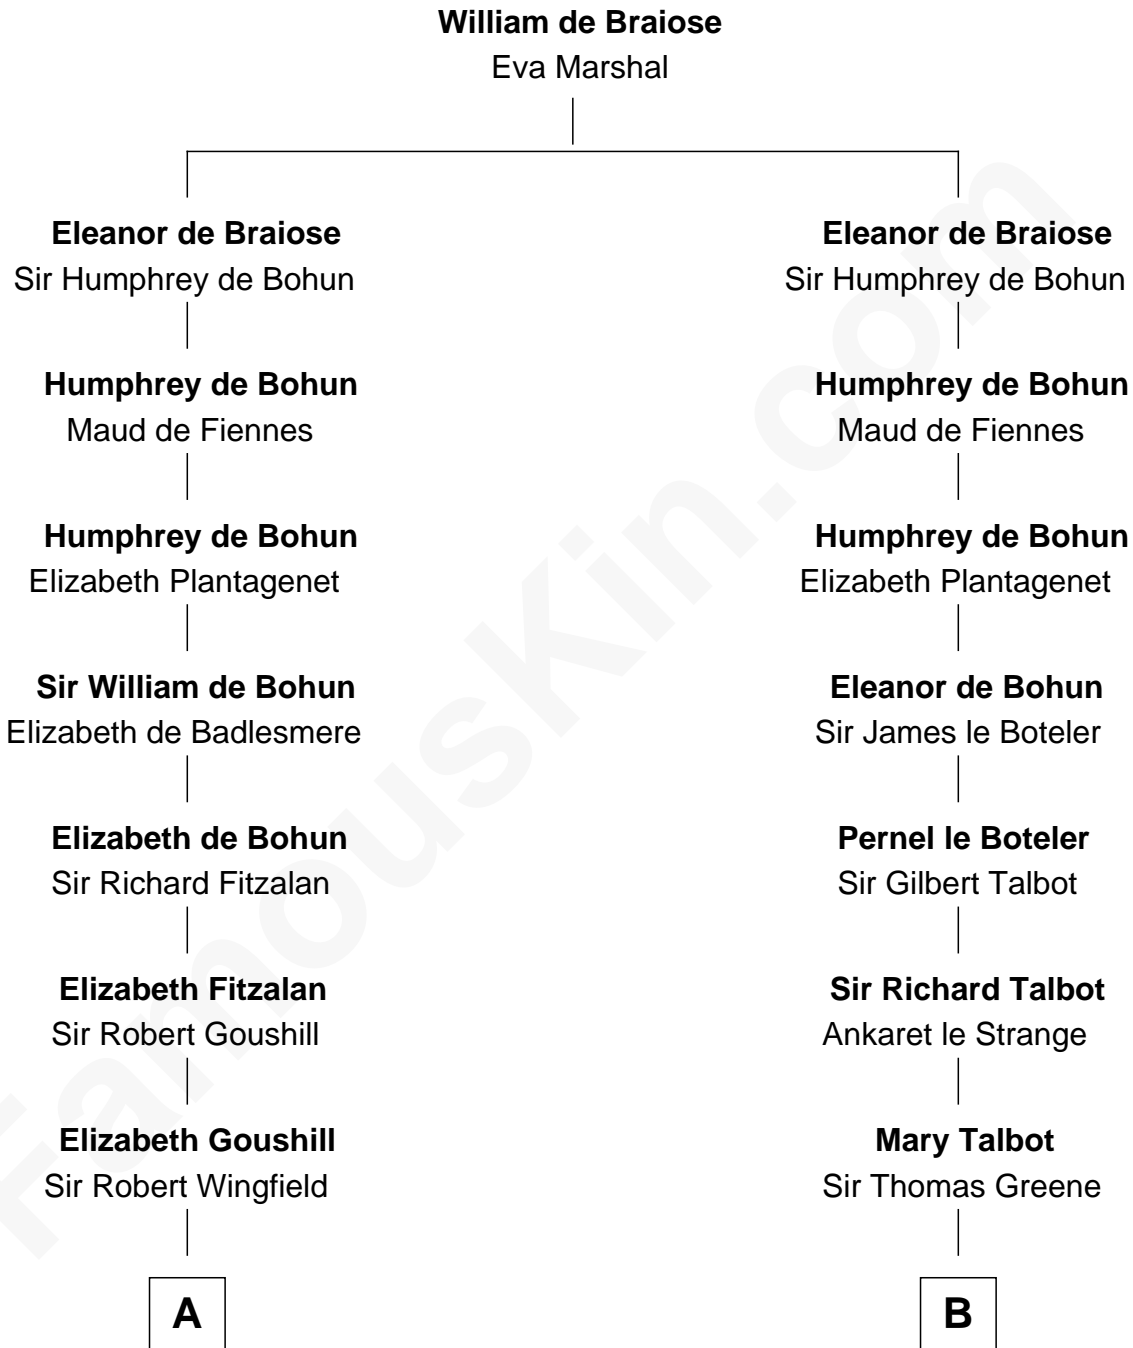 William de Braiose
Eva Marshal
Eleanor de Braiose
Sir Humphrey de Bohun
Humphrey de Bohun
Maud de Fiennes
Humphrey de Bohun
Elizabeth Plantagenet
Sir William de Bohun
Elizabeth de Badlesmere
Elizabeth de Bohun
Sir Richard Fitzalan
Elizabeth Fitzalan
Sir Robert Goushill
Elizabeth Goushill
Sir Robert Wingfield
A
Eleanor de Braiose
Sir Humphrey de Bohun
Humphrey de Bohun
Maud de Fiennes
Humphrey de Bohun
Elizabeth Plantagenet
Eleanor de Bohun
Sir James le Boteler
Pernel le Boteler
Sir Gilbert Talbot
Sir Richard Talbot
Ankaret le Strange
Mary Talbot
Sir Thomas Greene
B
FamousKin.com